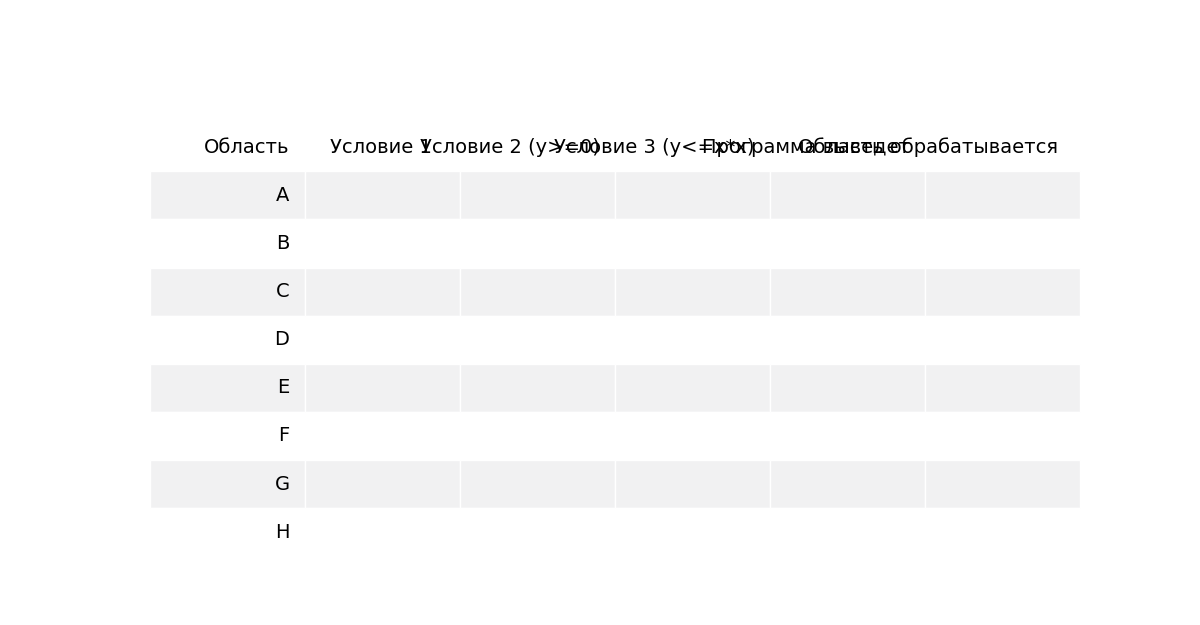 Область Условие 1 Условие 2 (y>=0) Условие 3 (y<=x*x) Программа выведет Область обрабатывается
A
B
C
D
E
F
G
H